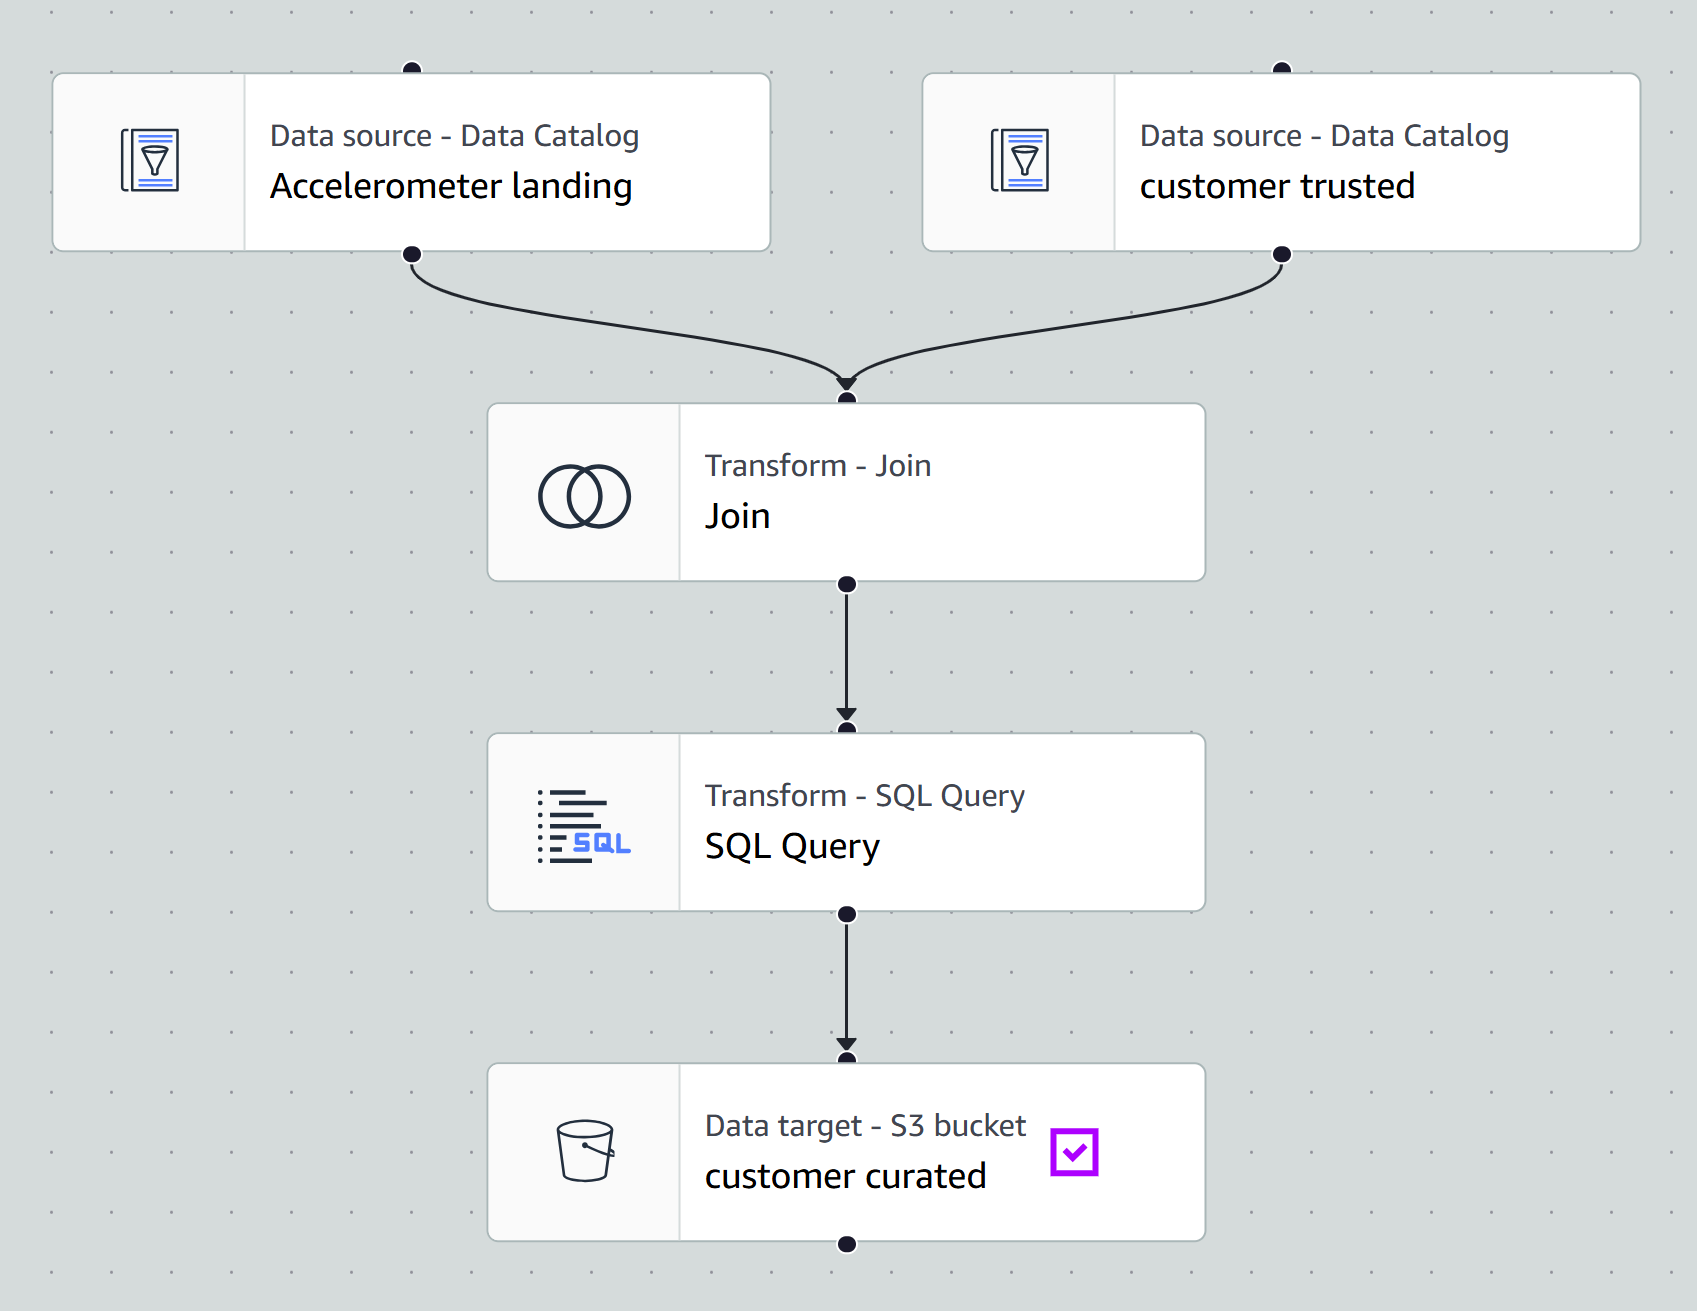 Data source - Data Catalog
Accelerometer landing
Data source - Data Catalog
customer trusted
Transform - Join
Join
Transform - SQL Query
SQL
SQL Query
Data target - S3 bucket
customer curated